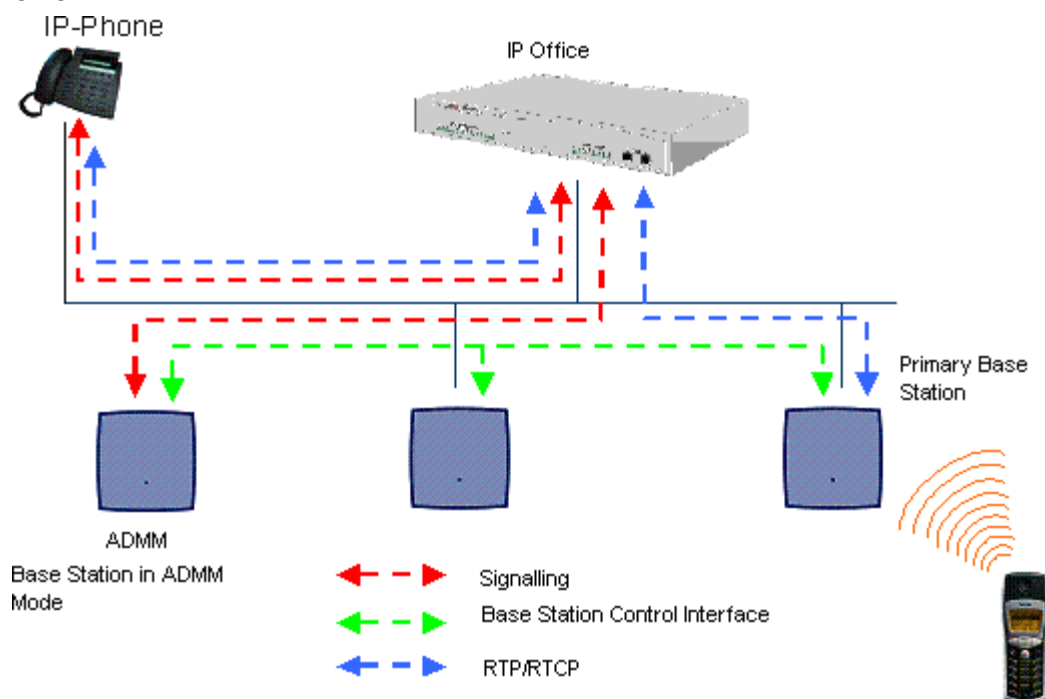 IP-Phone
IP Office
Primary Base
Station
ADMM
Base Station in ADMM
Mode
Signalling
Base Station Control Interface
RTP/RTCP